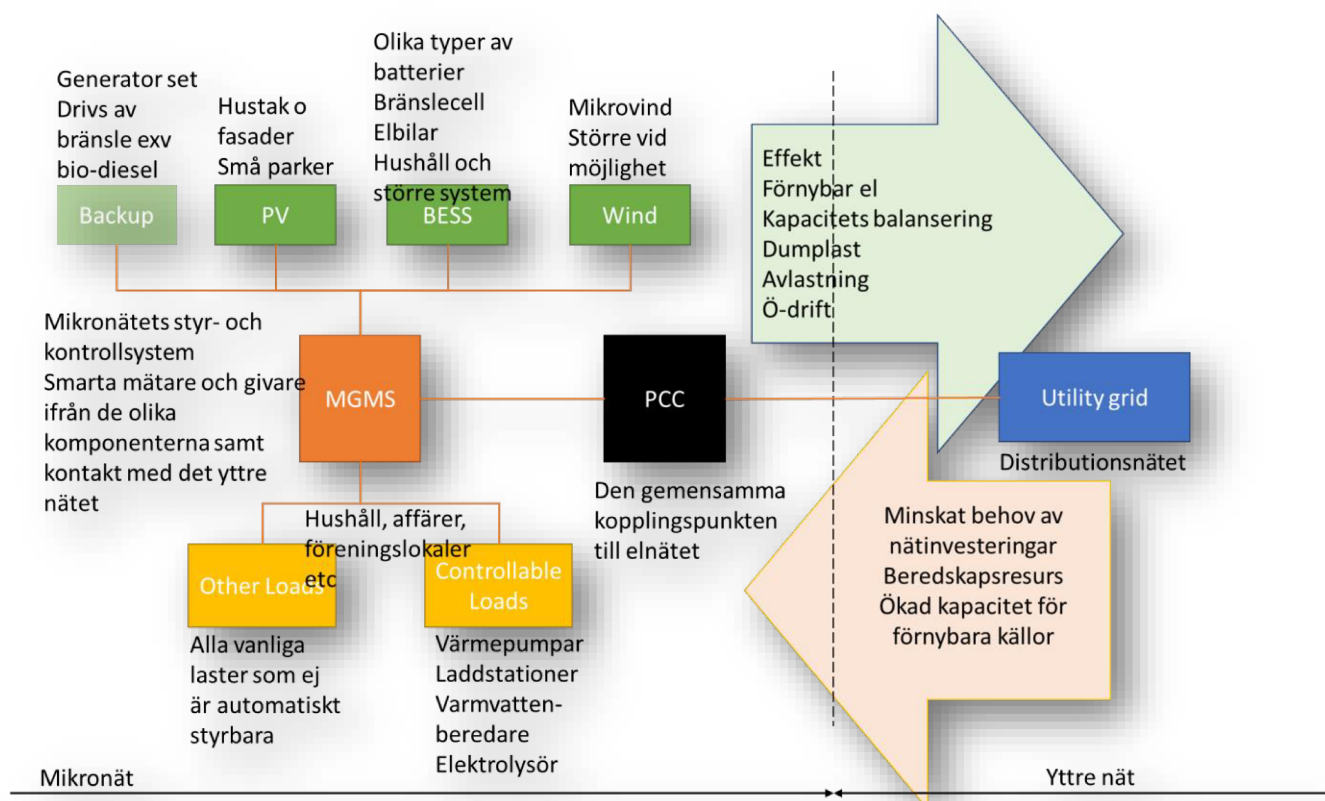 Generator set
Drivs av
bränsle exv
bio-diesel
Backup
Hustak o
fasader
Små parker
PV
Olika typer av
batterier
Bränslecell
Elbilar
Hushåll och
större system
BESS
Mikrovind
Större vid
möjlighet
Wind
Effekt
Förnybar el
Kapacitets balansering
Dumplast
Avlastning
Ö-drift
Mikronätets styr- och
kontrollsystem
Smarta mätare och givare
ifrån de olika
komponenterna samt
kontakt med det yttre
nätet
MGMS
PCC
Den gemensamma
kopplingspunkten
till elnätet
Utility grid
Distributionsnätet
Hushåll, affärer,
föreningslokaler
etc
Other Loads
Alla vanliga
laster som ej
är automatiskt
styrbara
Controllable
Loads
Värmepumpar
Laddstationer
Varmvatten-
beredare
Elektrolysör
Minskat behov av
nätinvesteringar
Beredskapsresurs
Ökad kapacitet för
förnybara källor
Mikronät
Yttre nät